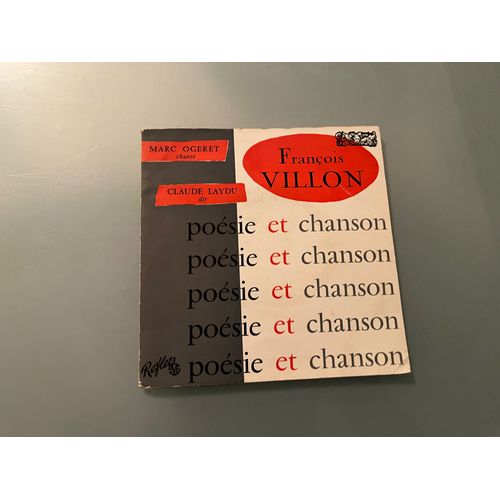 MARC OGERET
chante
François
VILLON
CLAUDE LAYDU
dit
poésie et chanson
poésie et chanson
poésie et chanson
poésie et chanson
poésie et chanson
Reflets